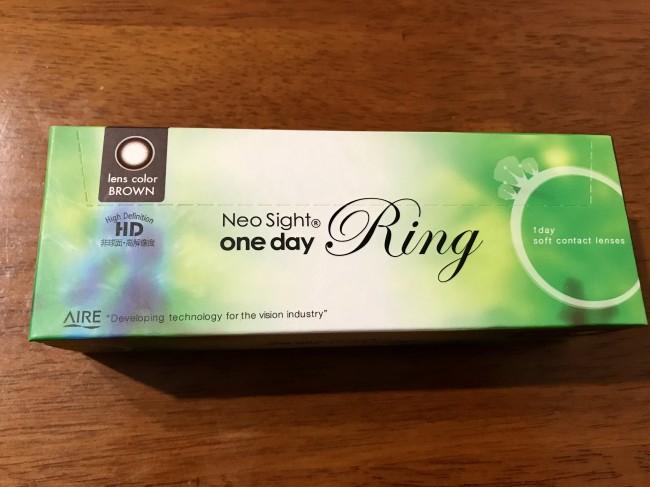 lens color
BROWN
High Definition
HD
非球面・高解像度
Neo Sight®
one day Ring
1day
soft contact lenses
AIRE "Developing technology for the vision industry"